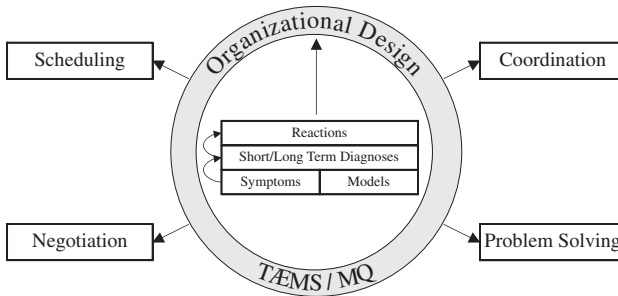 Organizational Design
Scheduling
Coordination
Reactions
Short/Long Term Diagnoses
Symptoms
Models
Negotiation
Problem Solving
TÆMS / MQ